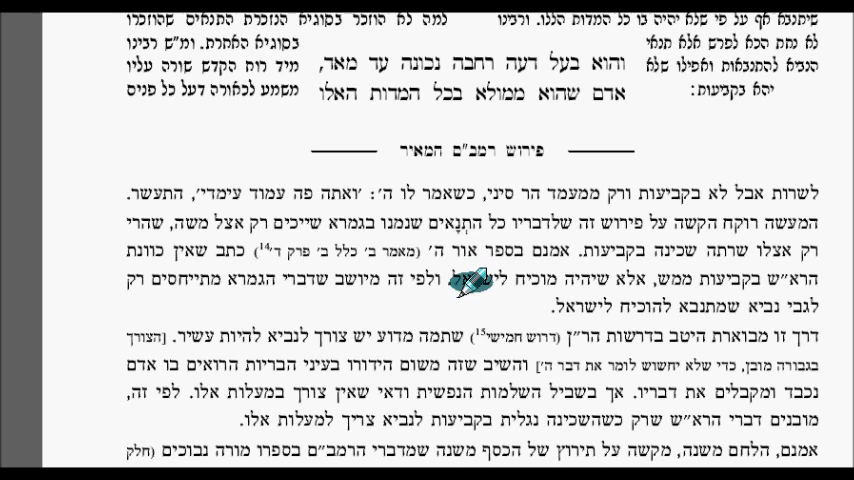 שיתנבא אף על פי שלא יהיה בו כל המדות הללו. ורבינו
לא נחת הכא לפרש אלא תנאי
הנביא להתנבאות ואפילו שלא
יהא בקביעות:
למה לא הוזכר בסוגיא הנזכרת התנאים שהוזכרו
בסוגיא האחרת. ומ״ש רבינו
מיד רוח הקדש שורה עליו
משמע לכאורה דעל כל פנים
והוא בעל דעה רחבה נכונה עד מאד,
אדם שהוא ממולא בכל המדות האלו
פירוש רמב״ם המאיר
לשרות אבל לא בקביעות ורק ממעמד הר סיני, כשאמר לו ה׳: ׳ואתה פה עמוד עימדי׳, התעשר.
המעשה רוקח הקשה על פירוש זה שלדבריו כל התנאים שנמנו בגמרא שייכים רק אצל משה, שהרי
רק אצלו שרתה שכינה בקביעות. אמנם בספר אור ה׳ (מאמר ב׳ כלל ב׳ פרק ד׳14) כתב שאין כוונת
הרא״ש בקביעות ממש, אלא שיהיה מוכיח ולפי זה מיושב שדברי הגמרא מתייחסים רק
לגבי נביא שמתנבא להוכיח לישראל.
דרך זו מבוארת היטב בדרשות הר״ן (דרוש חמישי15) שתמה מדוע יש צורך לנביא להיות עשיר. [הצורך
בגבורה מובן, כדי שלא יחשוש לומר את דבר ה׳] והשיב שזה משום הידורו בעיני הבריות הרואים בו אדם
נכבד ומקבלים את דבריו. אך בשביל השלמות הנפשית ודאי שאין צורך במעלות אלו. לפי זה,
מובנים דברי הרא״ש שרק כשהשכינה נגלית בקביעות לנביא צריך למעלות אלו.
אמנם, הלחם משנה, מקשה על תירוץ של הכסף משנה שמדברי הרמב״ם בספרו מורה נבוכים (חלק